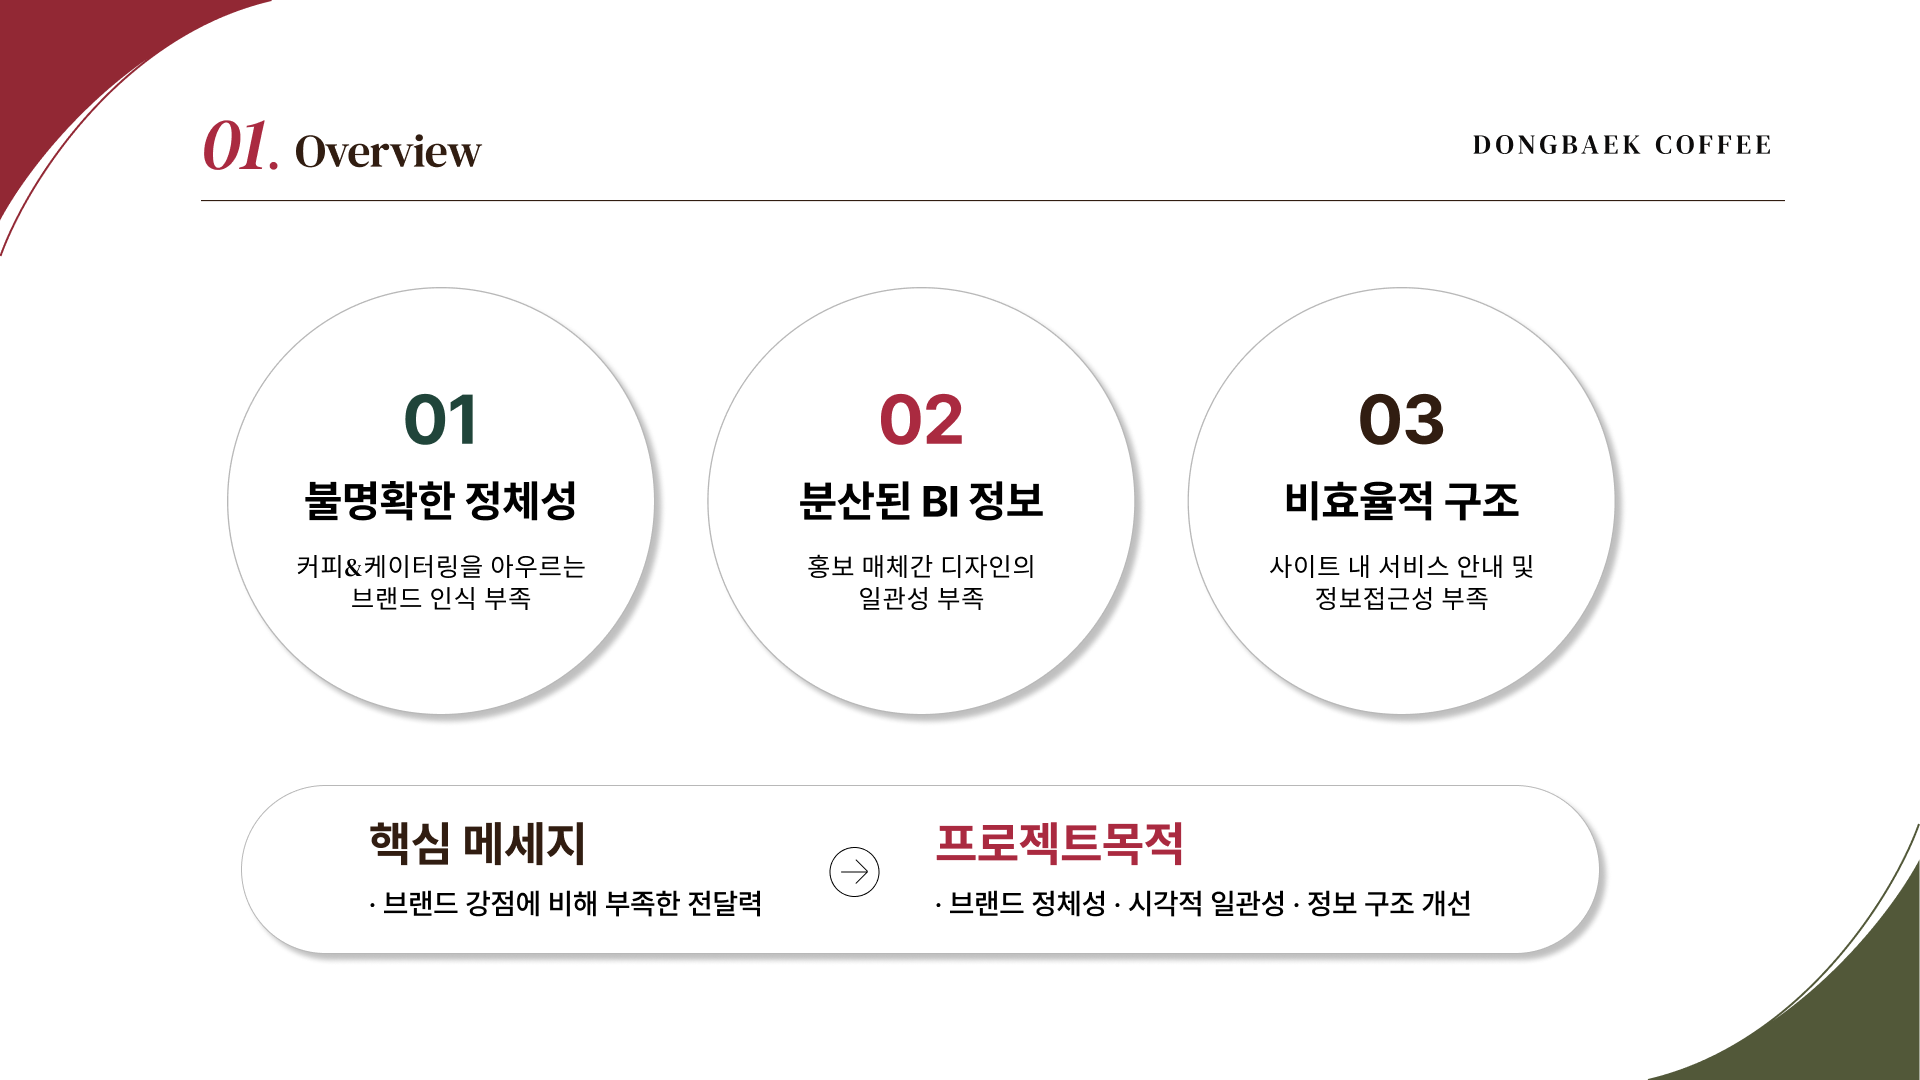 01. Overview
DONGBAEK COFFEE
01
불명확한 정체성
커피&케이터링을 아우르는
브랜드 인식 부족
02
분산된 BI 정보
홍보 매체간 디자인의
일관성 부족
03
비효율적 구조
사이트 내 서비스 안내 및
정보접근성 부족
핵심 메세지
· 브랜드 강점에 비해 부족한 전달력
프로젝트목적
· 브랜드 정체성 · 시각적 일관성 · 정보 구조 개선